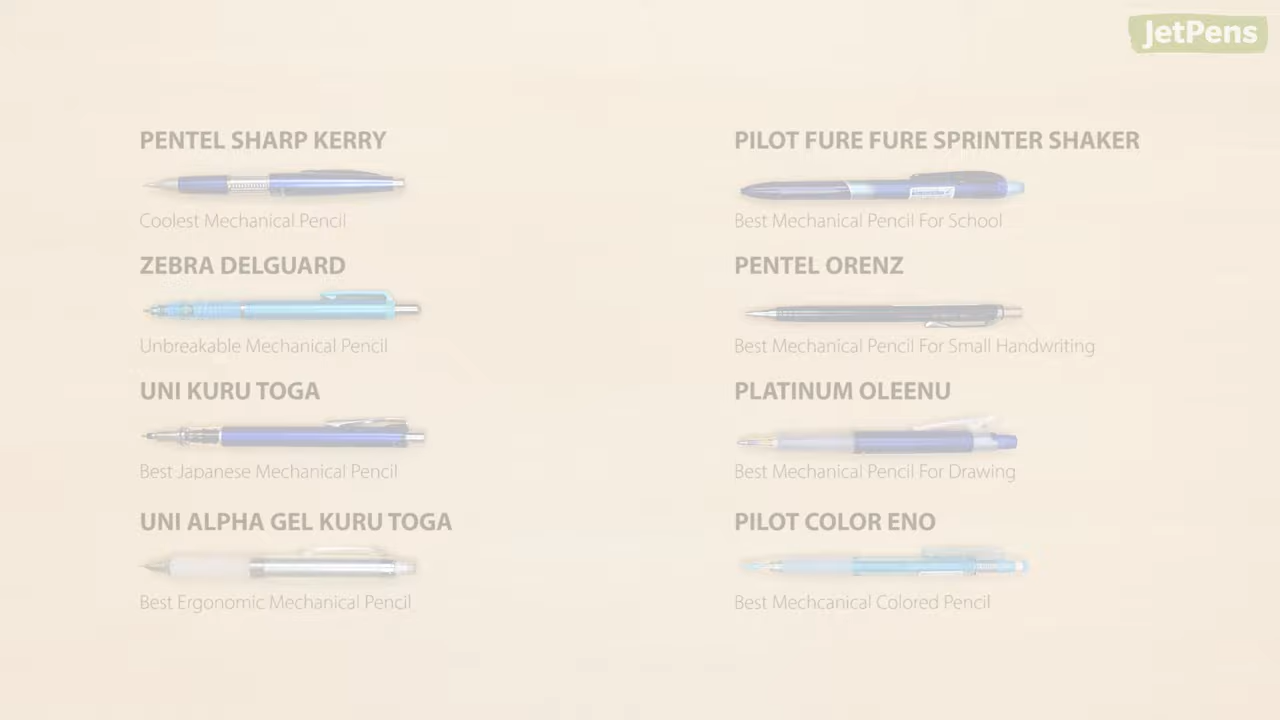 JetPens
PENTEL SHARP KERRY
Coolest Mechanical Pencil
ZEBRA DELGUARD
Unbreakable Mechanical Pencil
UNI KURU TOGA
Best Japanese Mechanical Pencil
UNI ALPHA GEL KURU TOGA
Best Ergonomic Mechanical Pencil
PILOT FURE FURE SPRINTER SHAKER
Best Mechanical Pencil For School
PENTEL ORENZ
Best Mechanical Pencil For Small Handwriting
PLATINUM OLEENU
Best Mechanical Pencil For Drawing
PILOT COLOR ENO
Best Mechcanical Colored Pencil